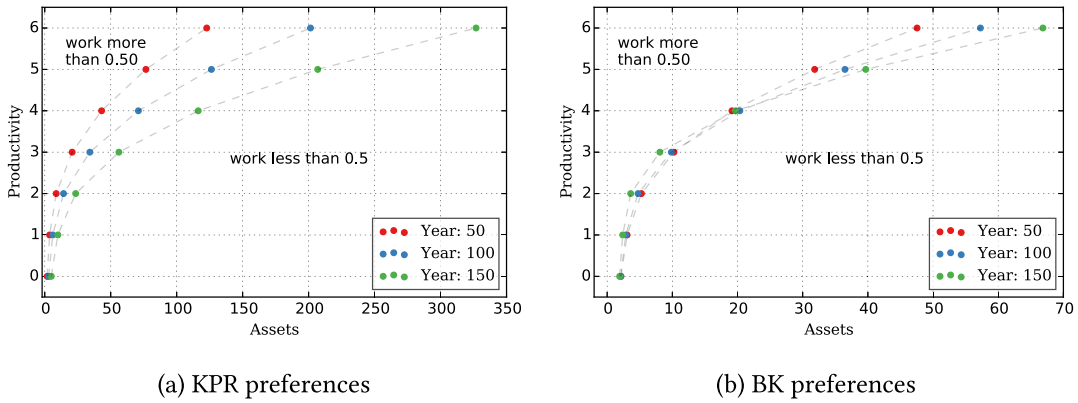 6
5
4
3
2
1
0
Productivity
work more
than 0.50
work less than 0.5
Year: 50
Year: 100
Year: 150
0 50 100 150 200 250 300 350
Assets
(a) KPR preferences
6
5
4
3
2
1
0
Productivity
work more
than 0.50
work less than 0.5
Year: 50
Year: 100
Year: 150
0 10 20 30 40 50 60 70
Assets
(b) BK preferences